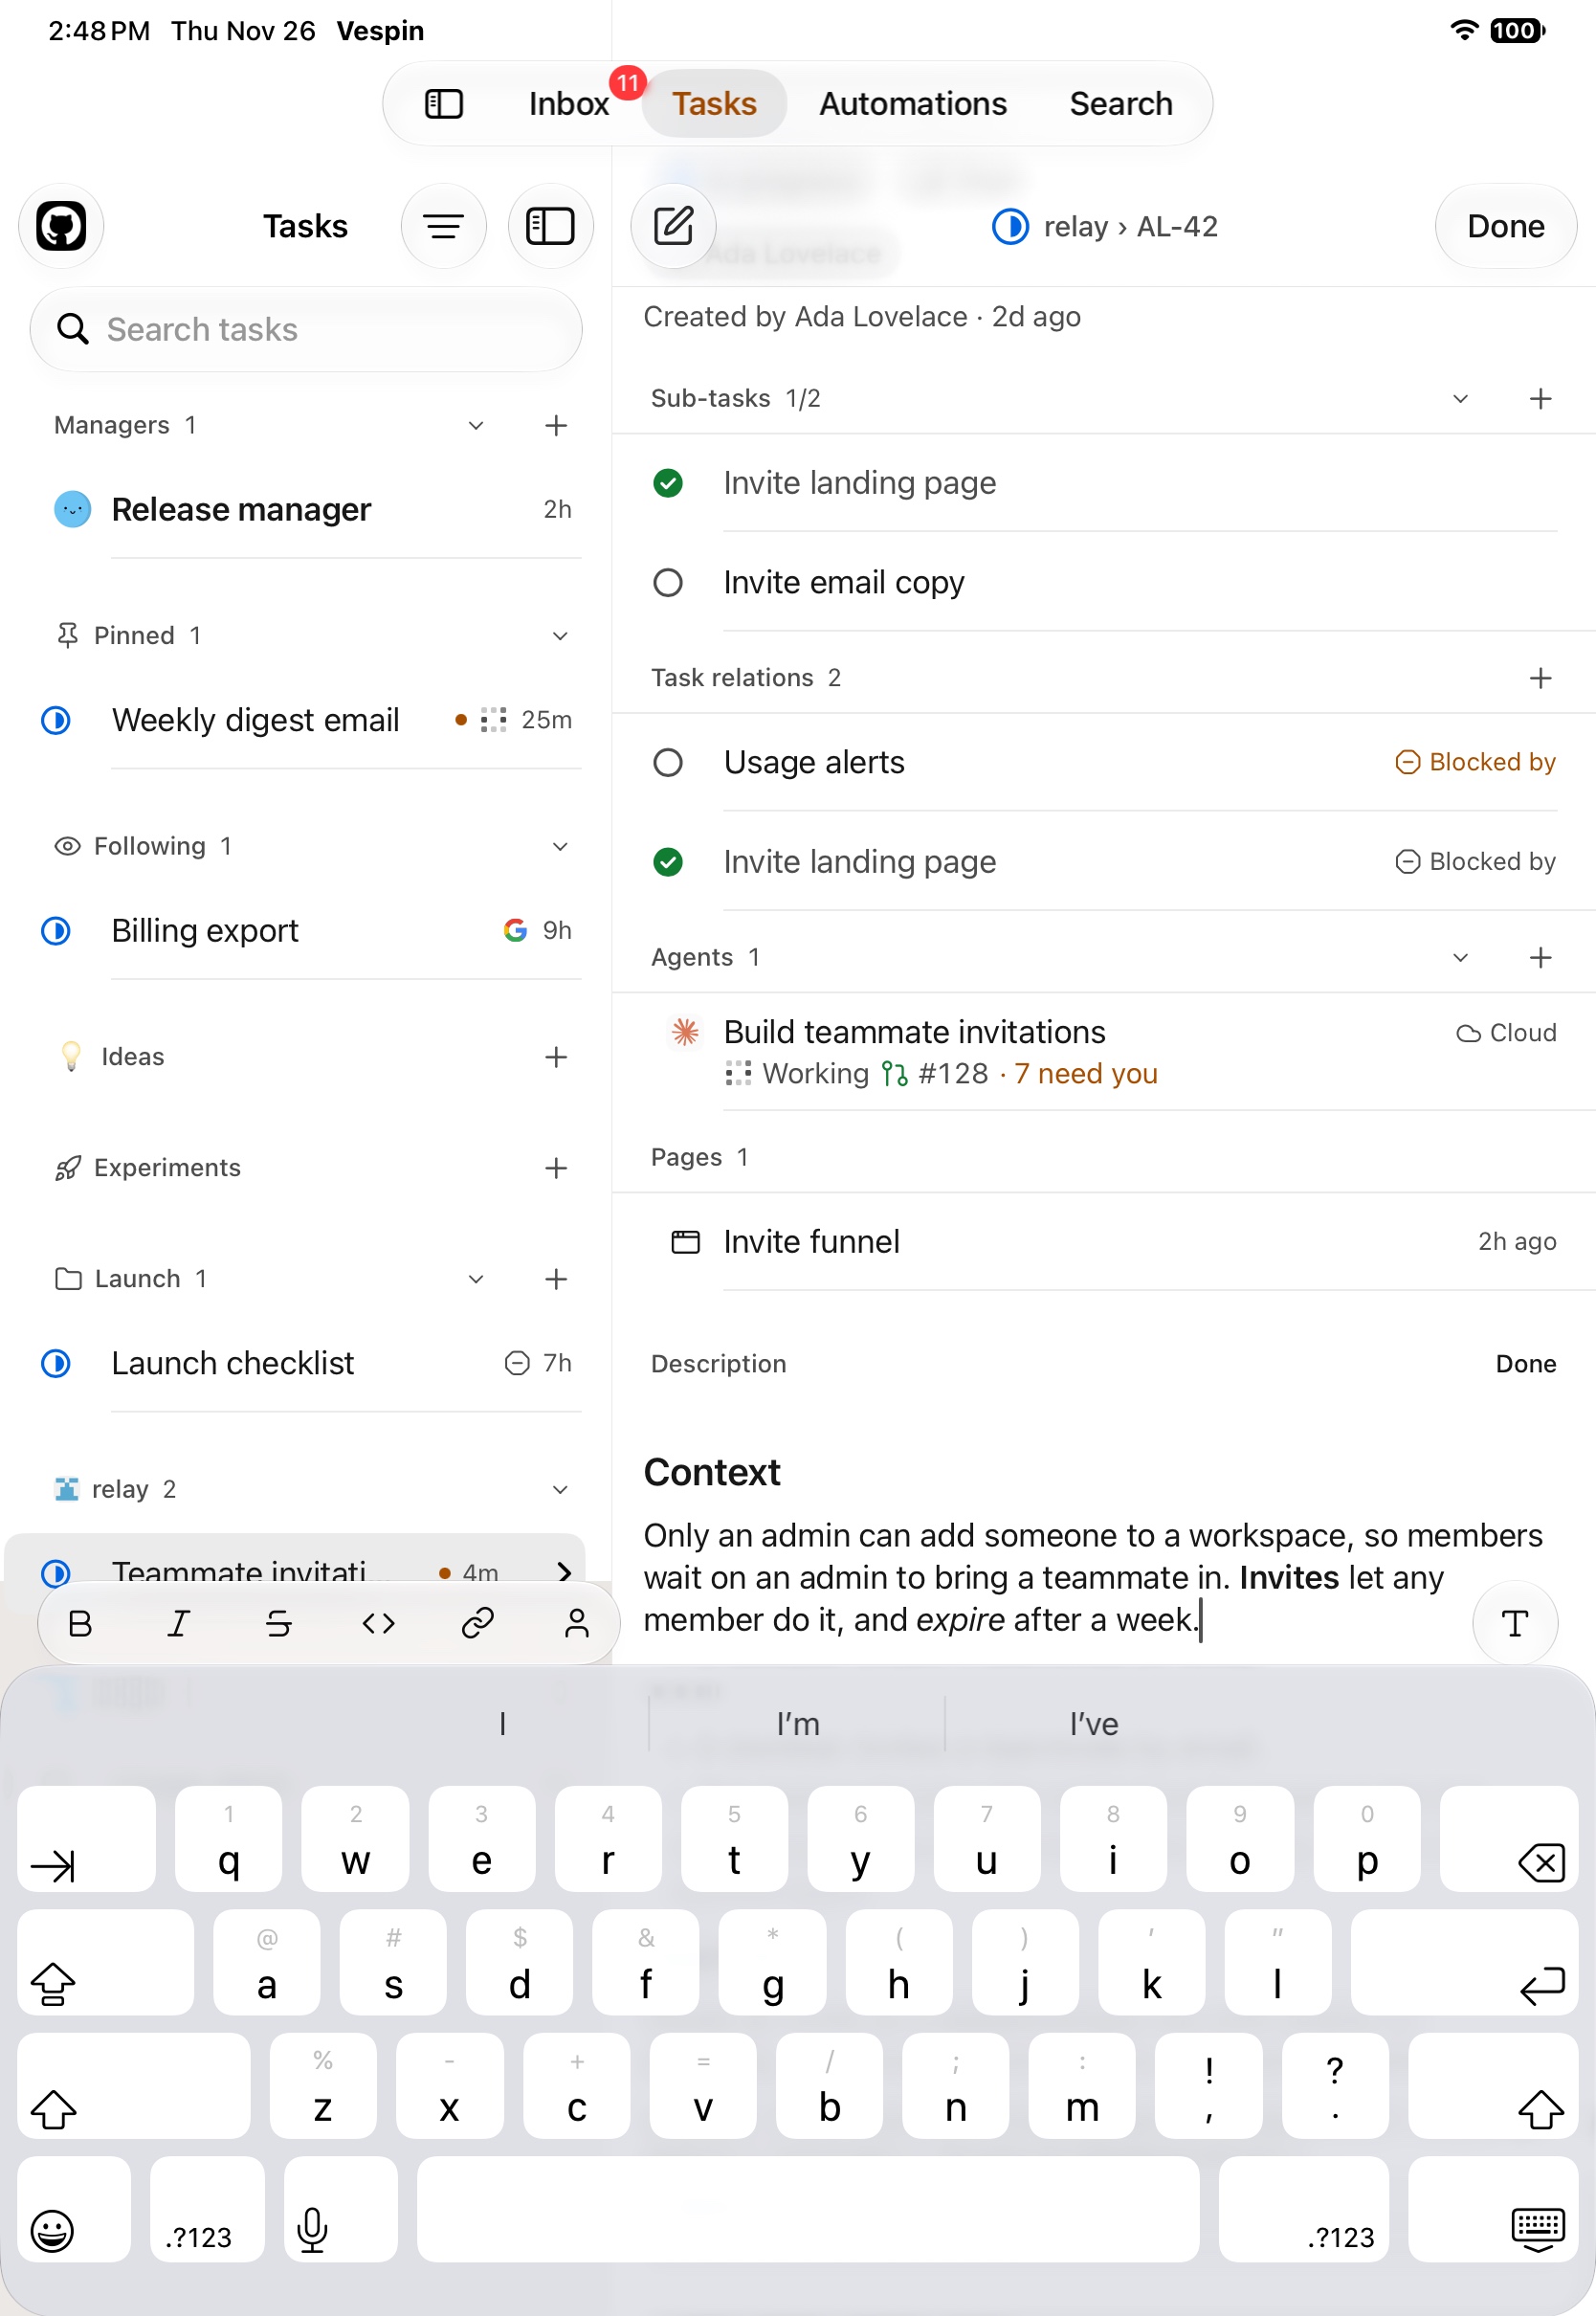 2:48 PM Thu Nov 26 Vespin
100
Inbox 11 Tasks Automations Search
Tasks
relay › AL-42
Done
Ada Lovelace
Search tasks
Managers 1
Release manager 2h
Pinned 1
Weekly digest email 25m
Following 1
Billing export 9h
Ideas
Experiments
Launch 1
Launch checklist 7h
relay 2
Teammate invitati... 4m
Created by Ada Lovelace · 2d ago
Sub-tasks 1/2
Invite landing page
Invite email copy
Task relations 2
Usage alerts Blocked by
Invite landing page Blocked by
Agents 1
Build teammate invitations Cloud
Working #128 · 7 need you
Pages 1
Invite funnel 2h ago
Description Done
Context
Only an admin can add someone to a workspace, so members
wait on an admin to bring a teammate in. Invites let any
member do it, and expire after a week.
B I S <> T
I I'm I've
1 2 3 4 5 6 7 8 9 0
q w e r t y u i o p
@ # $ & * ( ) ' "
a s d f g h j k l
% - + = / ; : ! ?
z x c v b n m , .
.?123 .?123